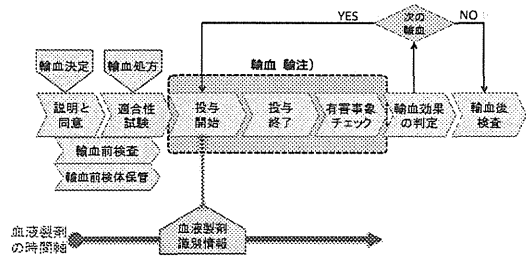 YES
次の
輸血
NO
輸血決定
輸血処方
輸血 輸注)
説明と
同意
適合性
試験
投与
開始
投与
終了
有害事象
チェック
輸血効果
の判定
輸血後
検査
輸血前検査
輸血前検体保管
血液製剤
の時間軸
血液製剤
識別情報